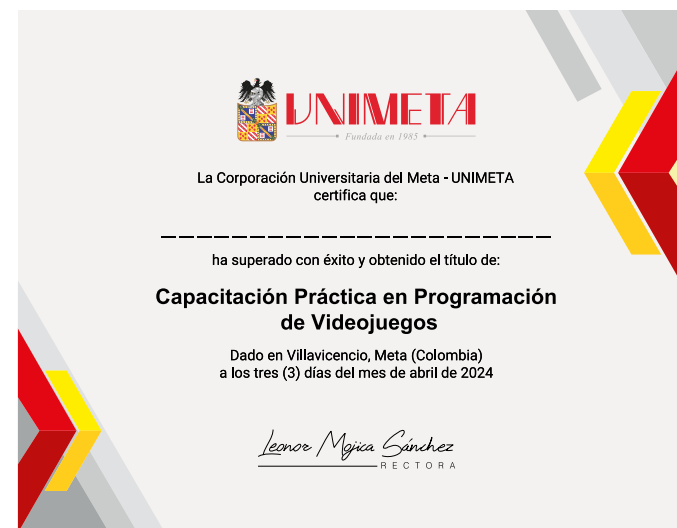 UNIMETA
Fundada en 1985
La Corporación Universitaria del Meta - UNIMETA
certifica que:
ha superado con éxito y obtenido el título de:
Capacitación Práctica en Programación
de Videojuegos
Dado en Villavicencio, Meta (Colombia)
a los tres (3) días del mes de abril de 2024
Leonor Mojica Sánchez
RECTORA